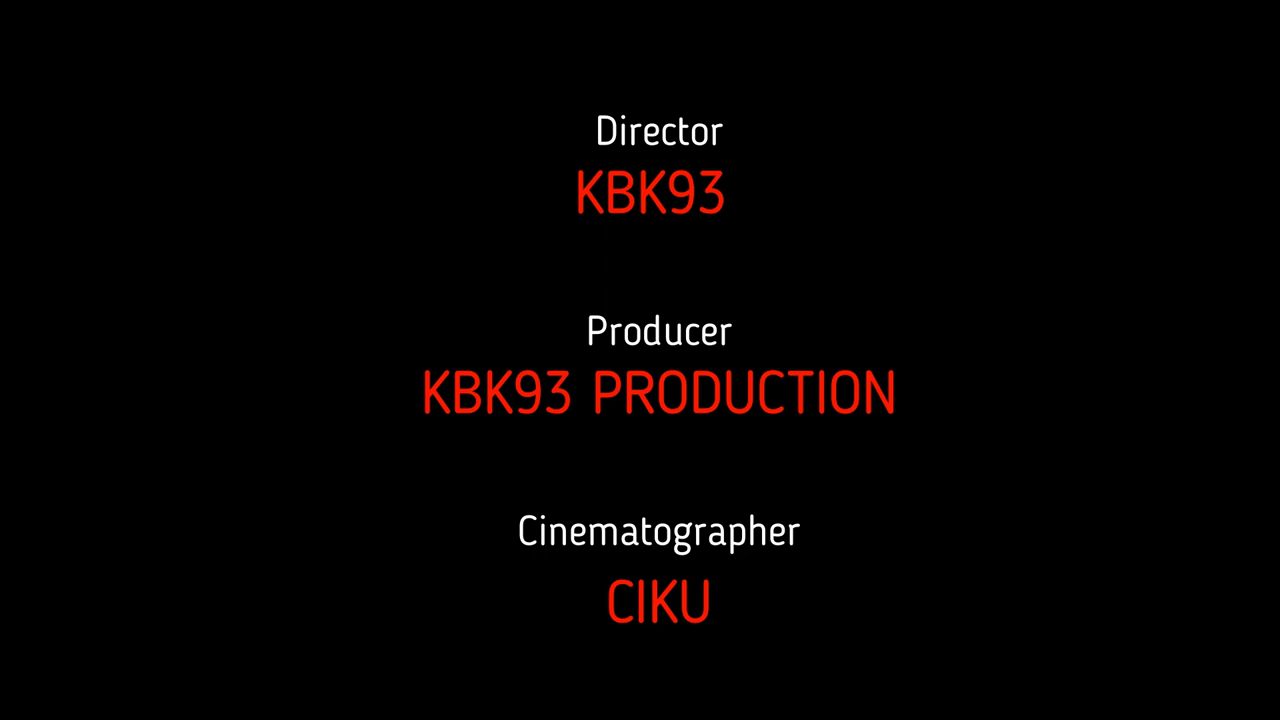 Director
KBK93
Producer
KBK93 PRODUCTION
Cinematographer
CIKU